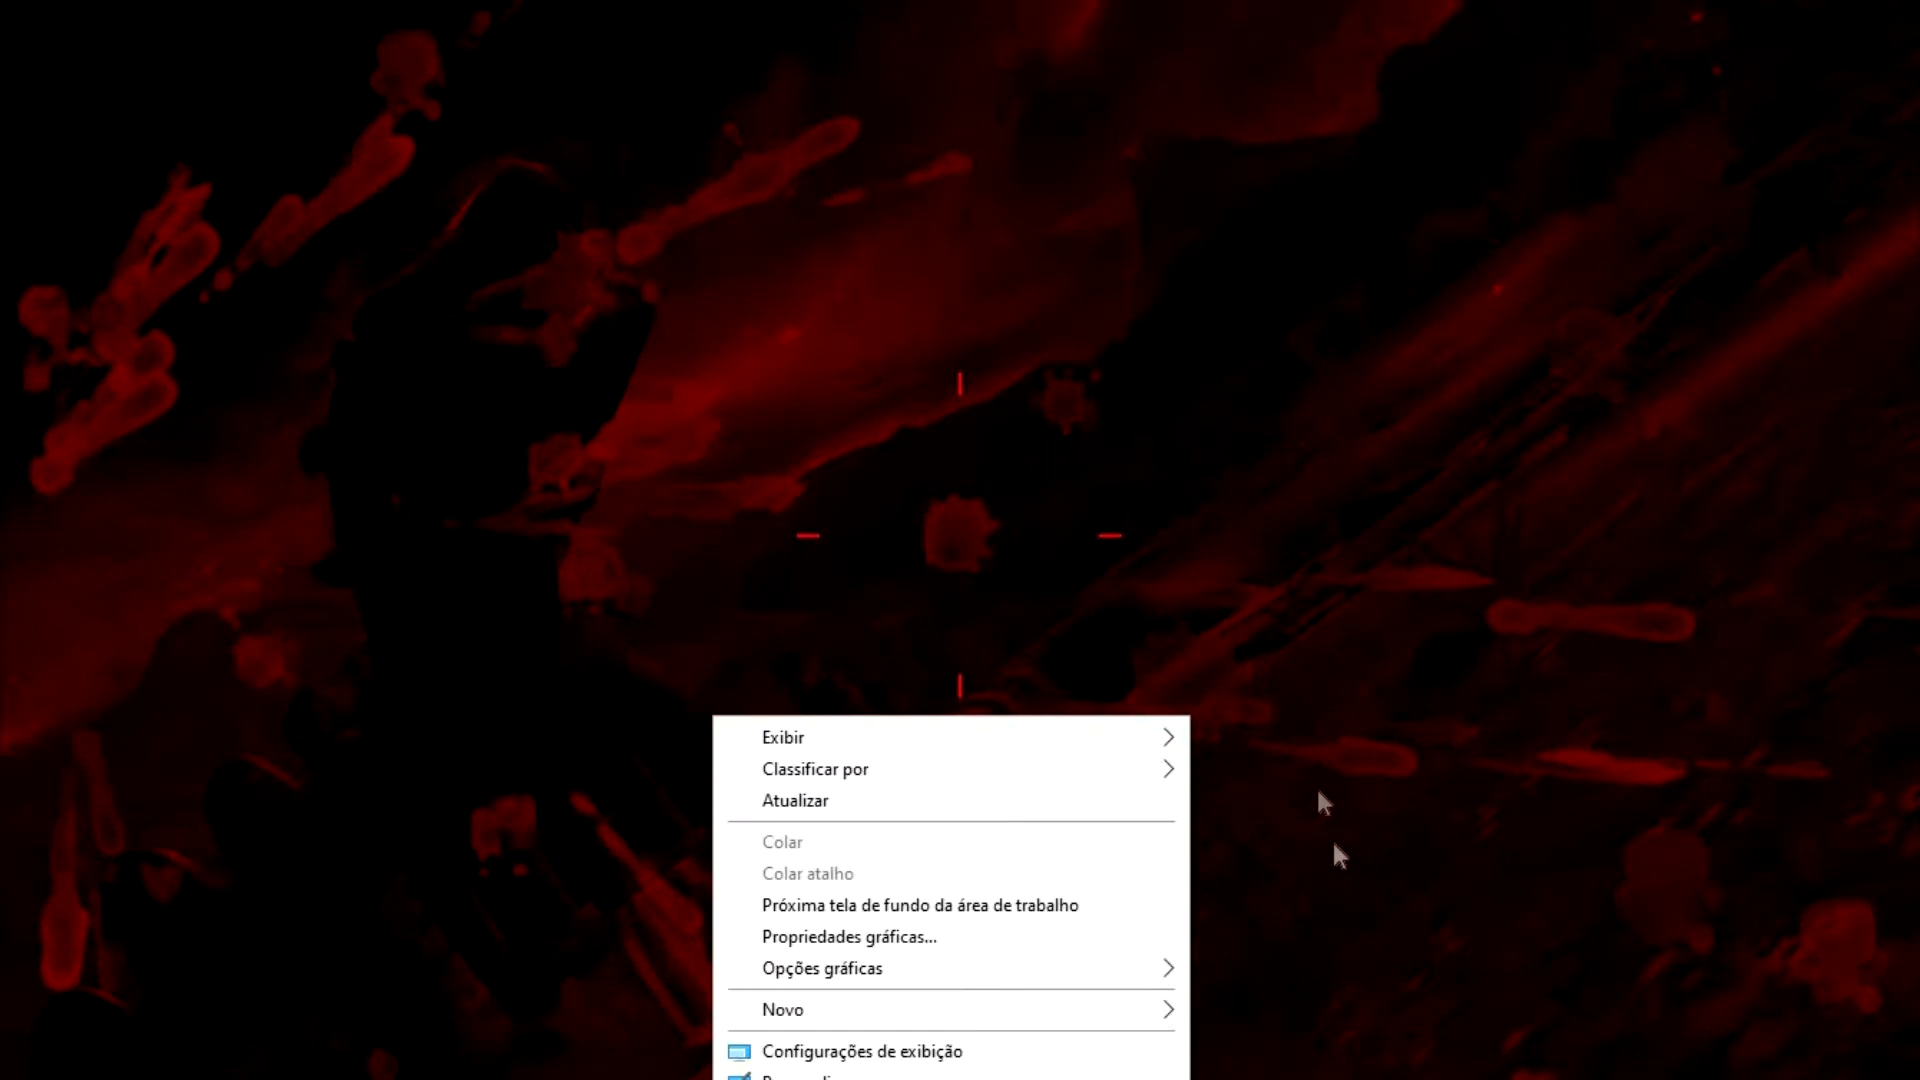 Exibir
Classificar por
Atualizar
Colar
Colar atalho
Próxima tela de fundo da área de trabalho
Propriedades gráficas...
Opções gráficas
Novo
Configurações de exibição